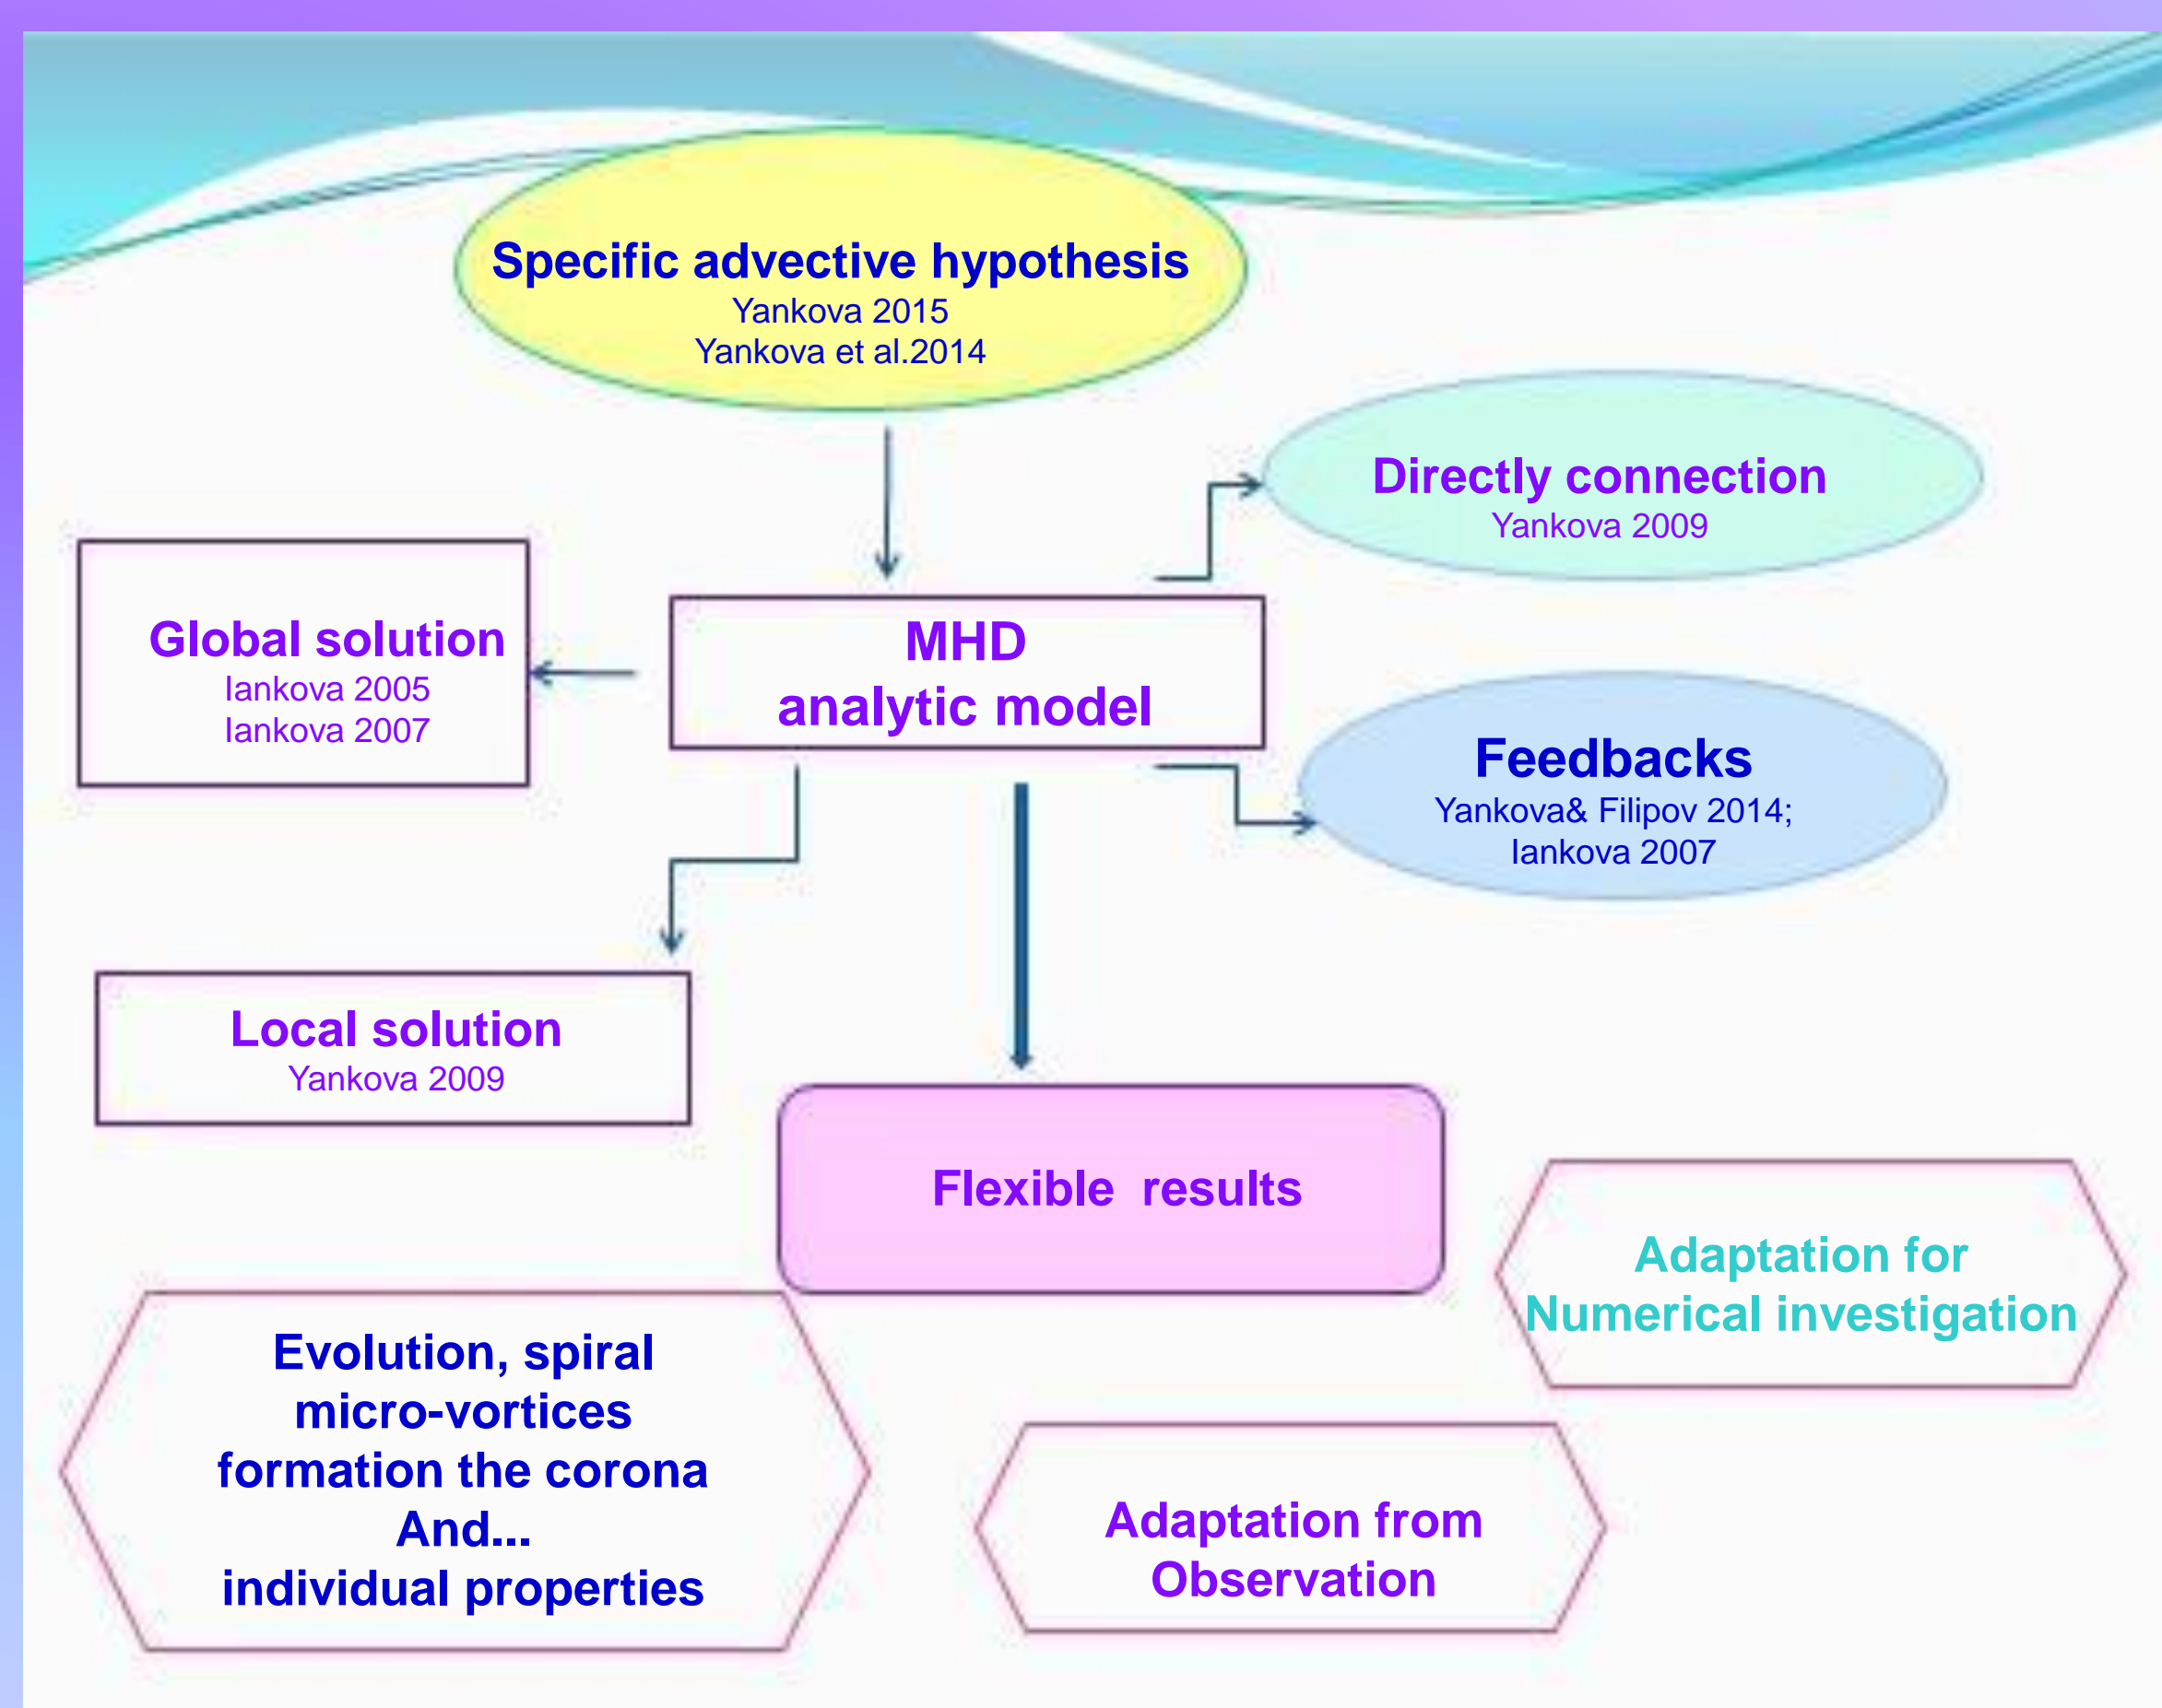 Specific advective hypothesis
Yankova 2015
Yankova et al.2014
Directly connection
Yankova 2009
Global solution
Iankova 2005
Iankova 2007
MHD
analytic model
Feedbacks
Yankova& Filipov 2014;
Iankova 2007
Local solution
Yankova 2009
Flexible results
Adaptation for
Numerical investigation
Evolution, spiral
micro-vortices
formation the corona
And...
individual properties
Adaptation from
Observation